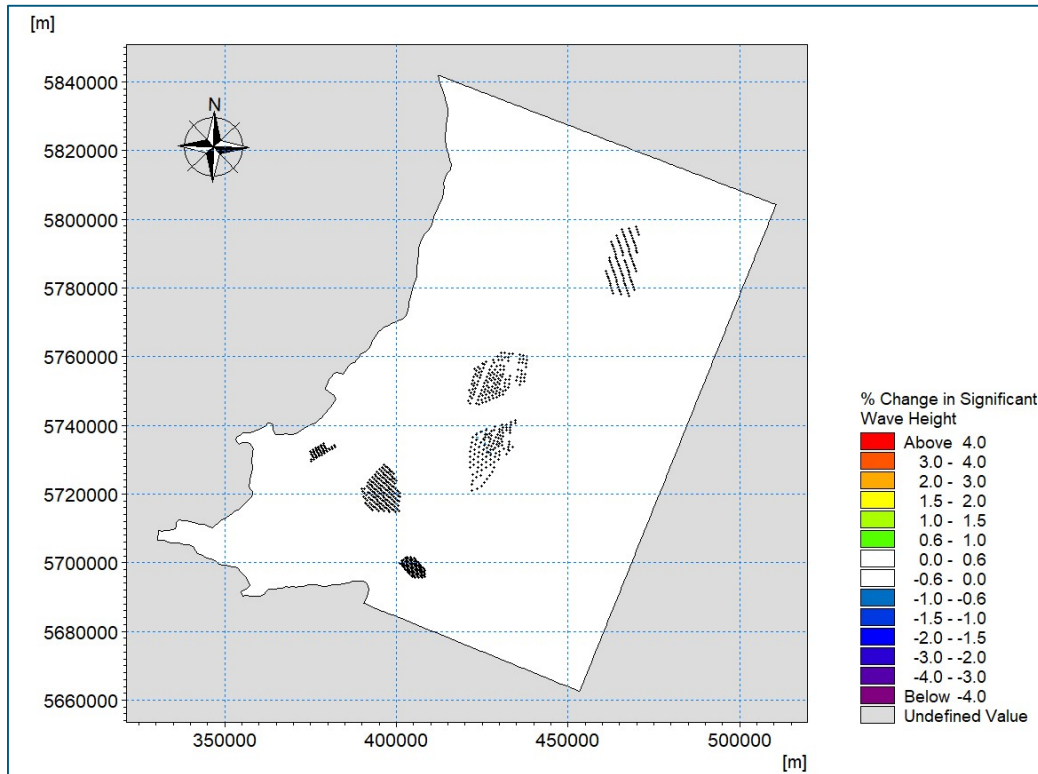 [m]
N
5840000
5820000
5800000
5780000
5760000
5740000
5720000
5700000
5680000
5660000
350000 400000 450000 500000
[m]
% Change in Significant
Wave Height
Above 4.0
3.0 - 4.0
2.0 - 3.0
1.5 - 2.0
1.0 - 1.5
0.6 - 1.0
0.0 - 0.6
-0.6 - 0.0
-1.0 - -0.6
-1.5 - -1.0
-2.0 - -1.5
-3.0 - -2.0
-4.0 - -3.0
Below -4.0
Undefined Value